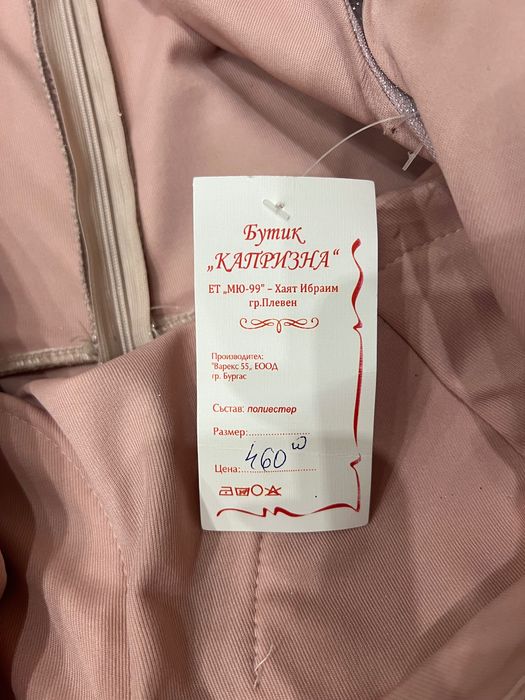 Бутик
„КАПРИЗНА“
ЕТ „МЮ-99" – Хаят Ибраим
гр.Плевен
Производител:
"Варекс 55„ ЕООД
гр. Бургас
Състав: полиестер
Размер:
Цена: 460